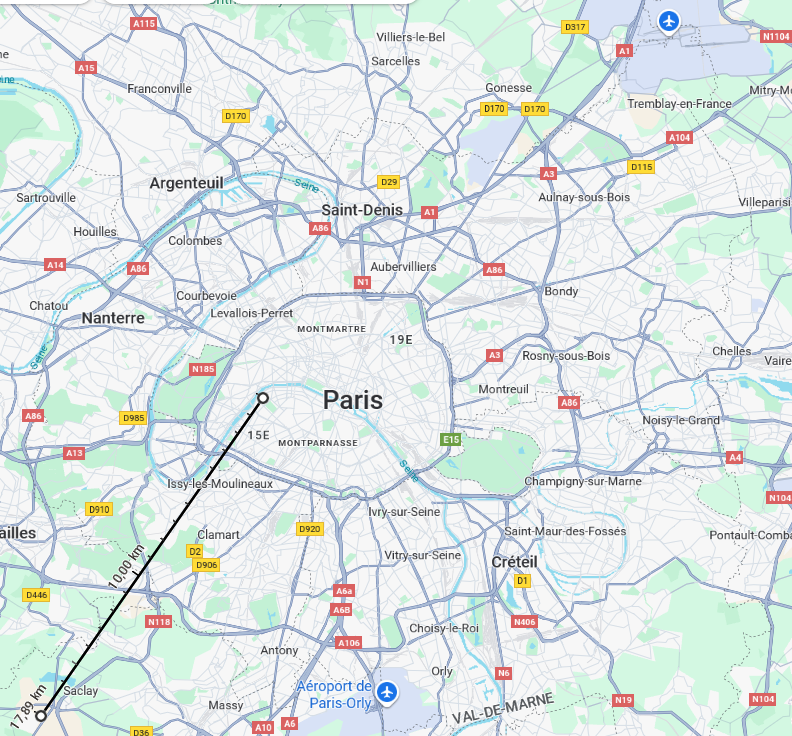 A115
D317
Villiers-le-Bel
A1
N1104
A15
Sarcelles
Franconville
Gonesse
Tremblay-en-France
D170
D170
D170
A104
A3
D115
Argenteuil
Seine
D29
Sartrouville
Aulnay-sous-Bois
Villeparisi
Saint-Denis
A1
Houilles
A86
Colombes
A14
A86
Aubervilliers
A86
N1
Bondy
Courbevoie
Chatou
Levallois-Perret
Nanterre
MONTMARTRE
19E
Seine
A3
Rosny-sous-Bois
Chelles
Vaire
N185
Montreuil
Paris
A86
A86
D985
Noisy-le Grand
15E
MONTPARNASSE
E15
A13
A4
Seine
Issy-les-Moulineaux
Champigny-sur-Marne
N104
D910
Ivry-sur-Seine
ailles
Clamart
D920
Saint-Maur-des-Fossés
Pontault-Comba
D2
D906
Vitry-sur-Seine
Créteil
10,00 km
D1
D446
A6a
A6B
N118
N406
Choisy-le-Roi
A106
Antony
Orly
N6
Aéroport de
Paris-Orly
Saclay
17,89 km
Massy
VAL-DE-MARNE
N19
N104
A10
A6
D36